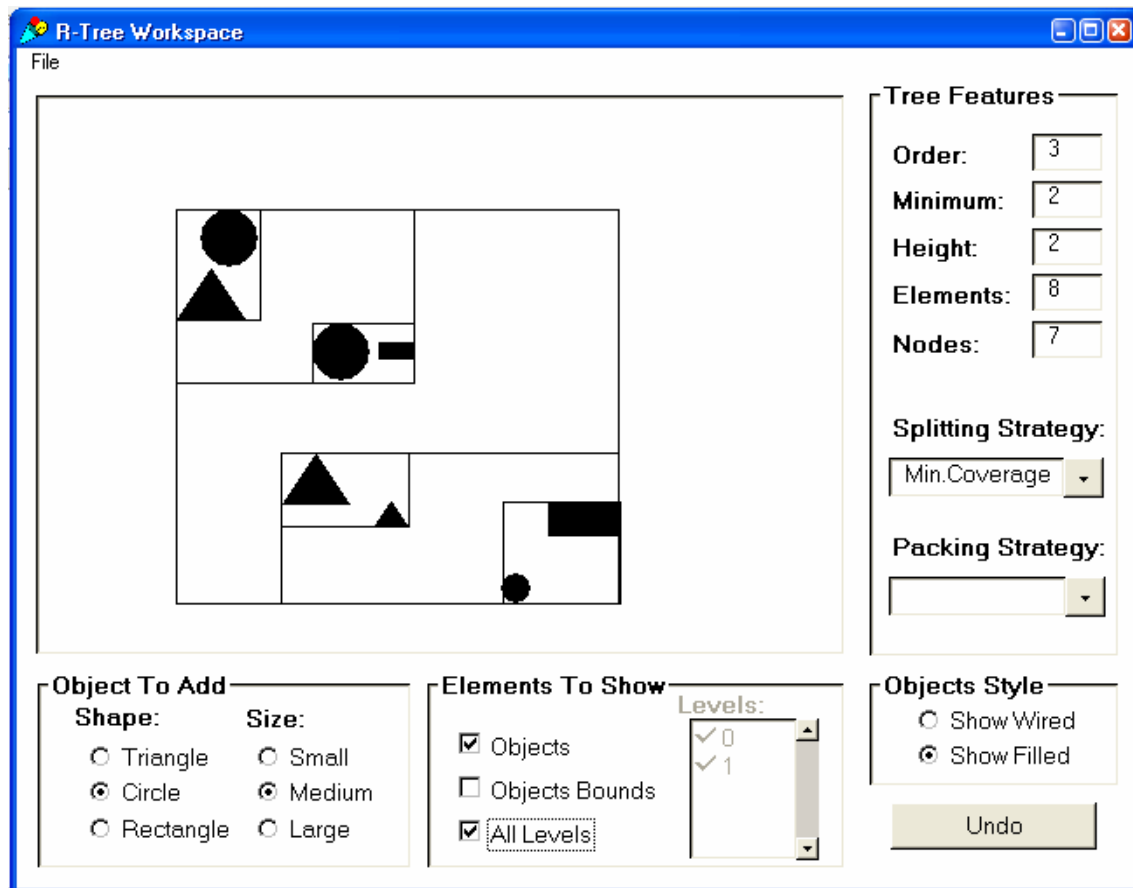 R-Tree Workspace
File
Tree Features
Order: 3
Minimum: 2
Height: 2
Elements: 8
Nodes: 7
Splitting Strategy:
Min.Coverage
Packing Strategy:
Object To Add
Shape: Size:
Triangle Small
Circle Medium
Rectangle Large
Elements To Show
Levels:
Objects
Objects Bounds
All Levels
0
1
Objects Style
Show Wired
Show Filled
Undo